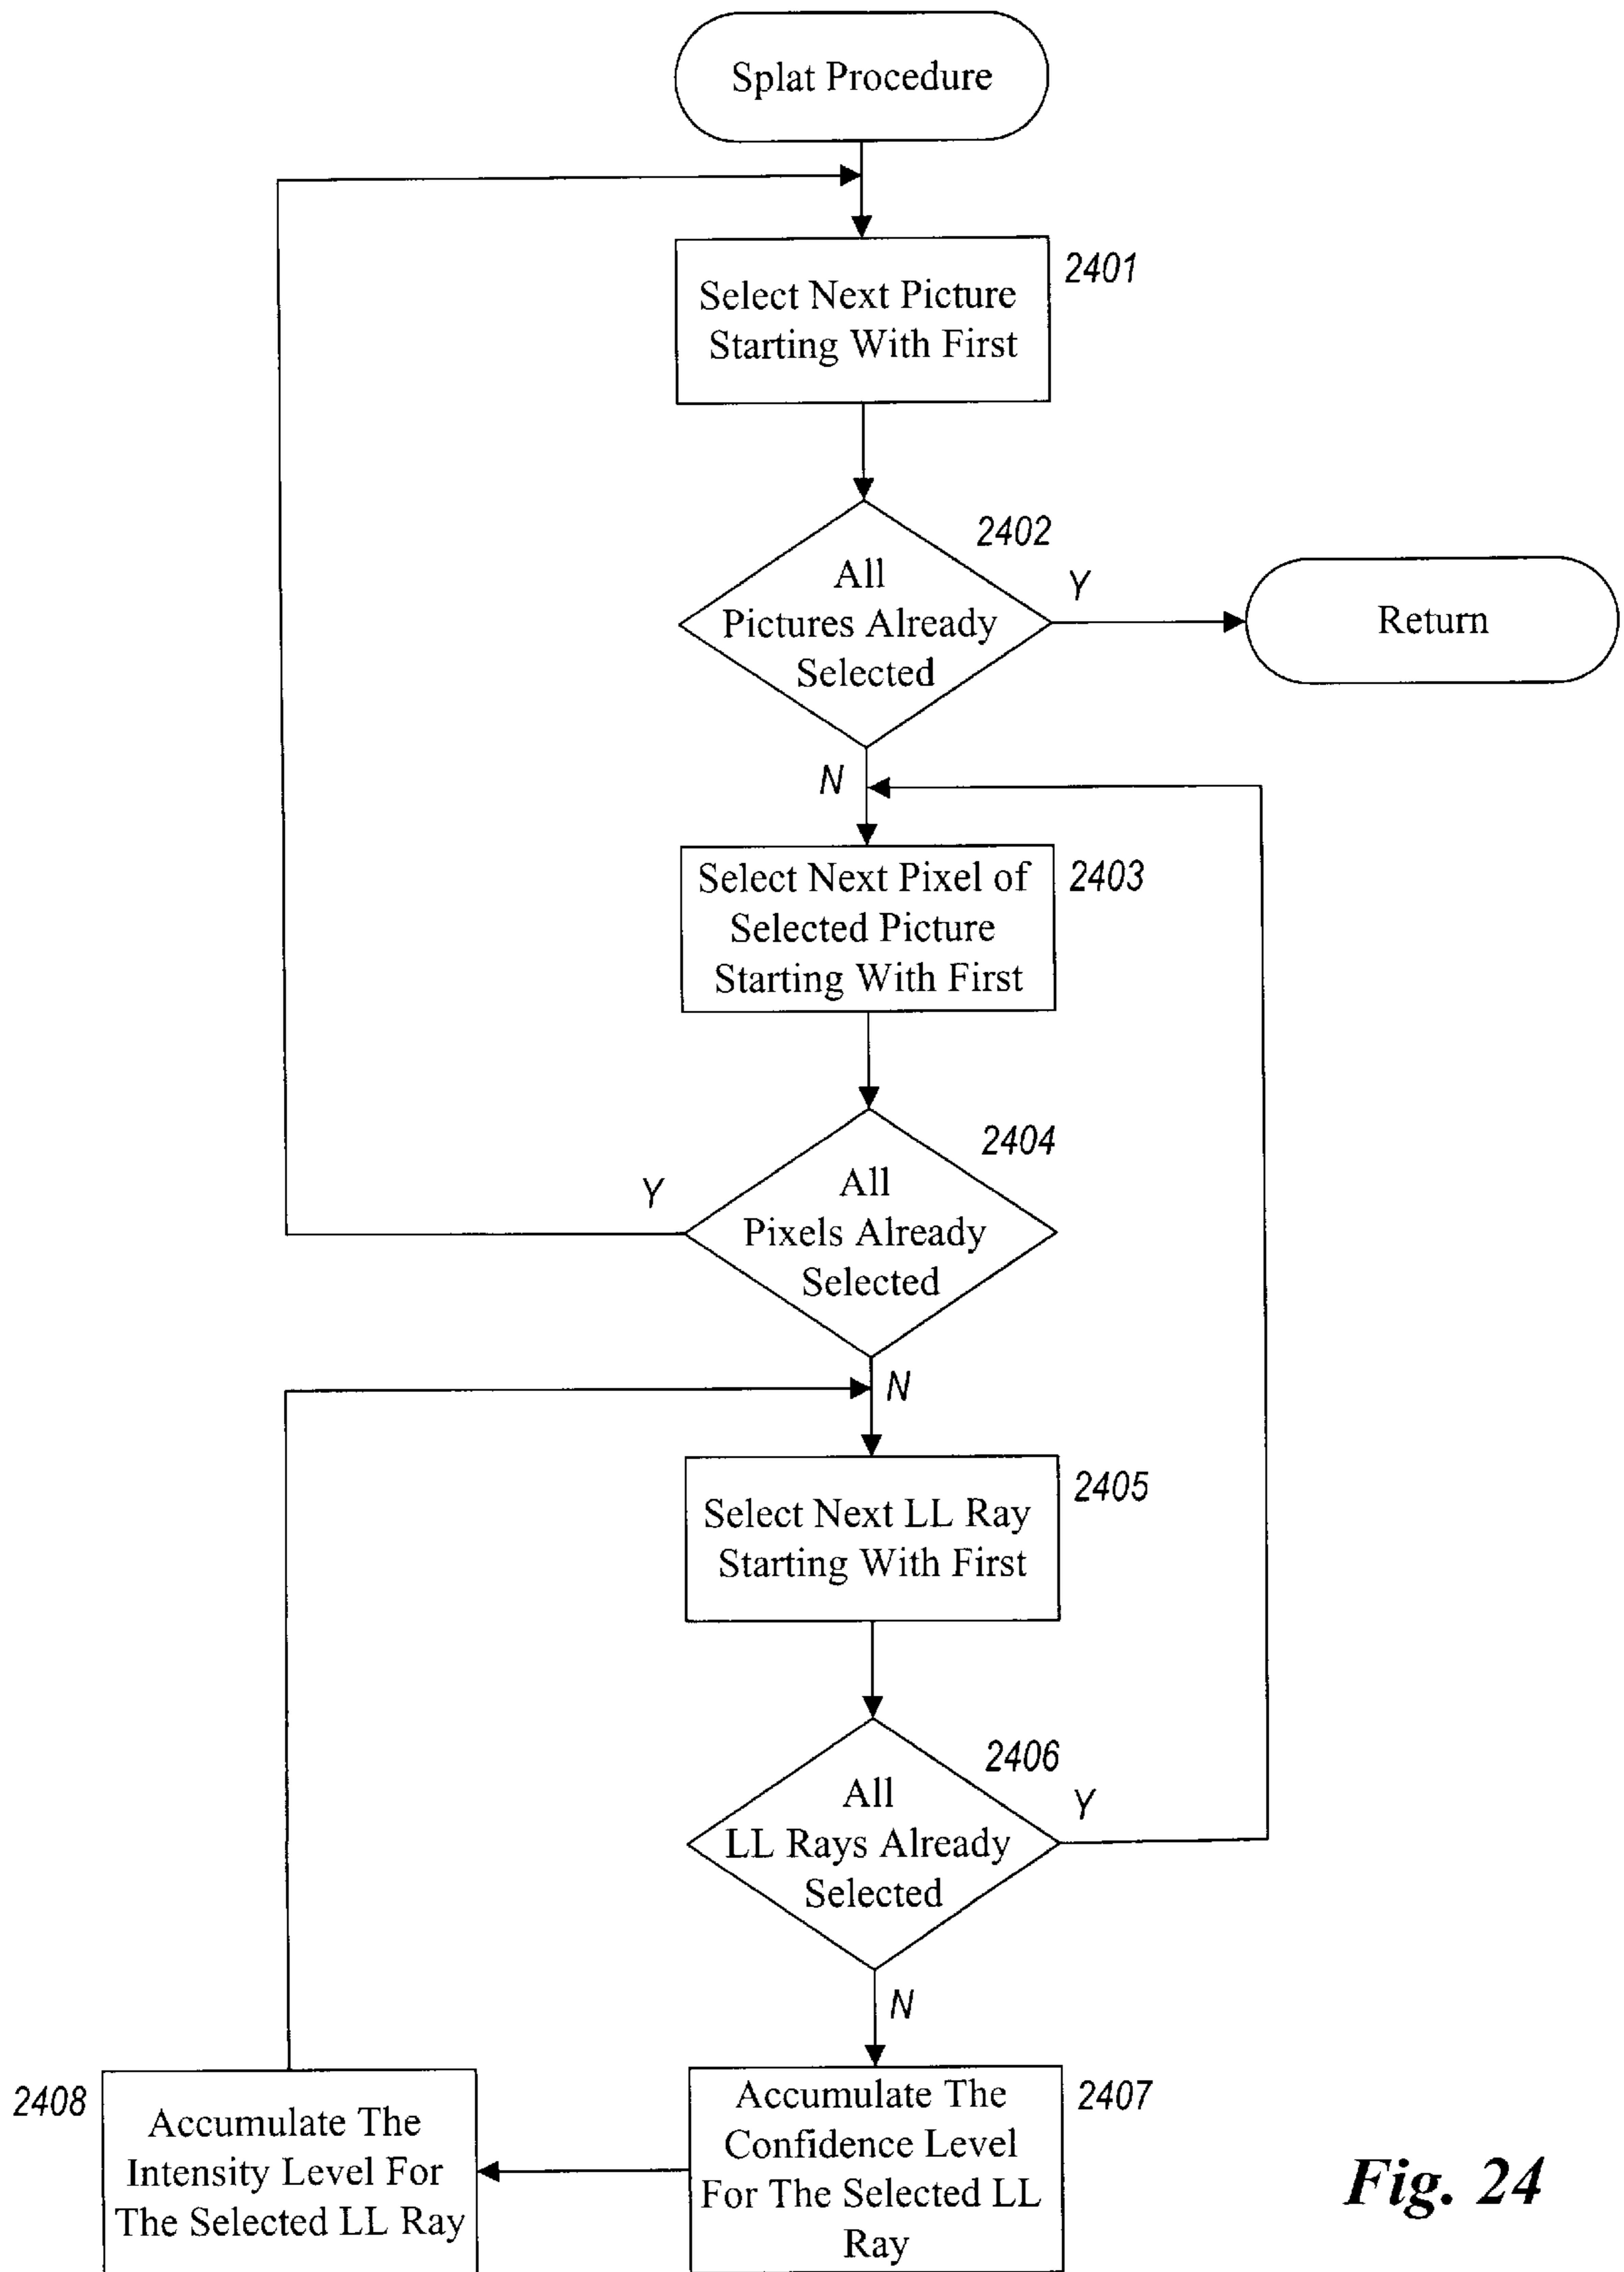 Splat Procedure
2401
Select Next Picture
Starting With First
2402
All
Pictures Already
Selected
Y
Return
N
2403
Select Next Pixel of
Selected Picture
Starting With First
2404
All
Pixels Already
Selected
Y
N
2405
Select Next LL Ray
Starting With First
2406
All
LL Rays Already
Selected
Y
N
2408
Accumulate The
Intensity Level For
The Selected LL Ray
2407
Accumulate The
Confidence Level
For The Selected LL
Ray
Fig. 24